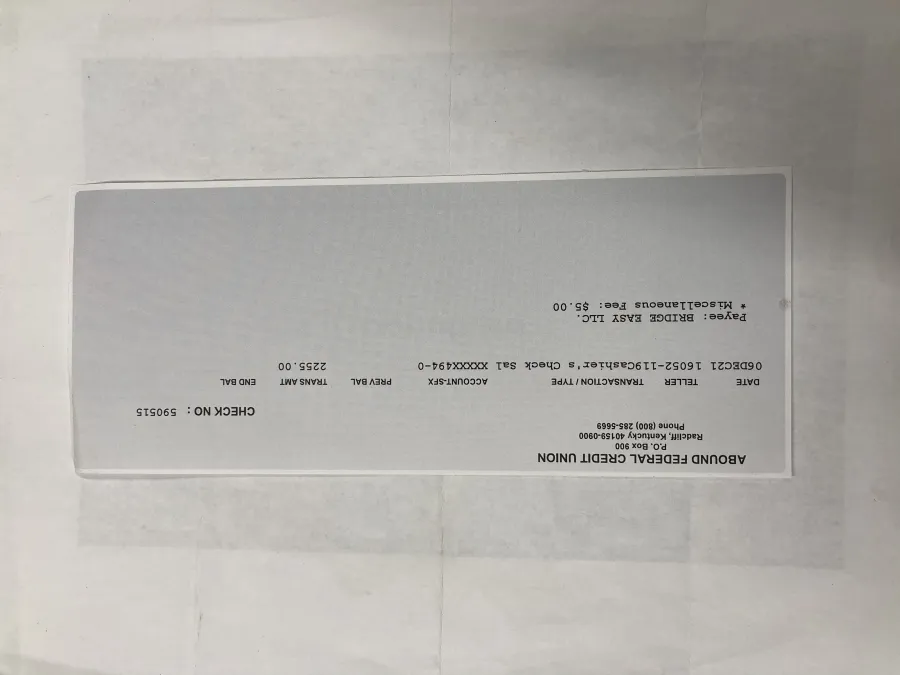 ABOUND FEDERAL CREDIT UNION
P.O. Box 900
Radcliff, Kentucky 40159-0900
Phone (800) 285-5669
CHECK NO : 590515
DATE TELLER TRANSACTION / TYPE ACCOUNT-SFX PREV BAL TRANS AMT END BAL
06DEC21 16052-119Cashier's Check Sal XXXXXX494-0 2255.00
Payee: BRIDGE EASY LLC.
* Miscellaneous Fee: $5.00